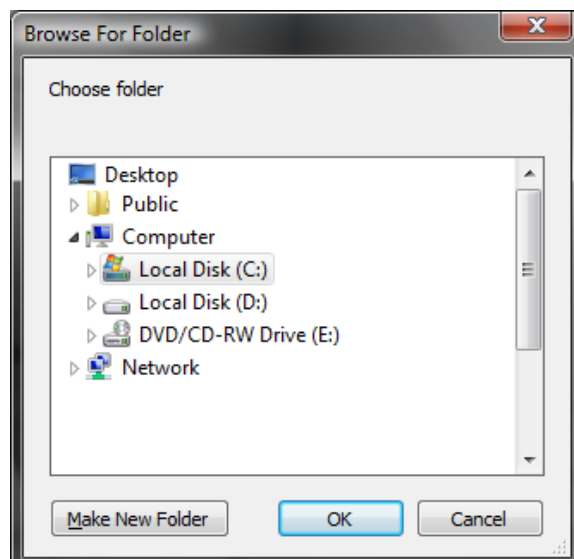 Browse For Folder
Choose folder
Desktop
Public
Computer
Local Disk (C:)
Local Disk (D:)
DVD/CD-RW Drive (E:)
Network
Make New Folder OK Cancel